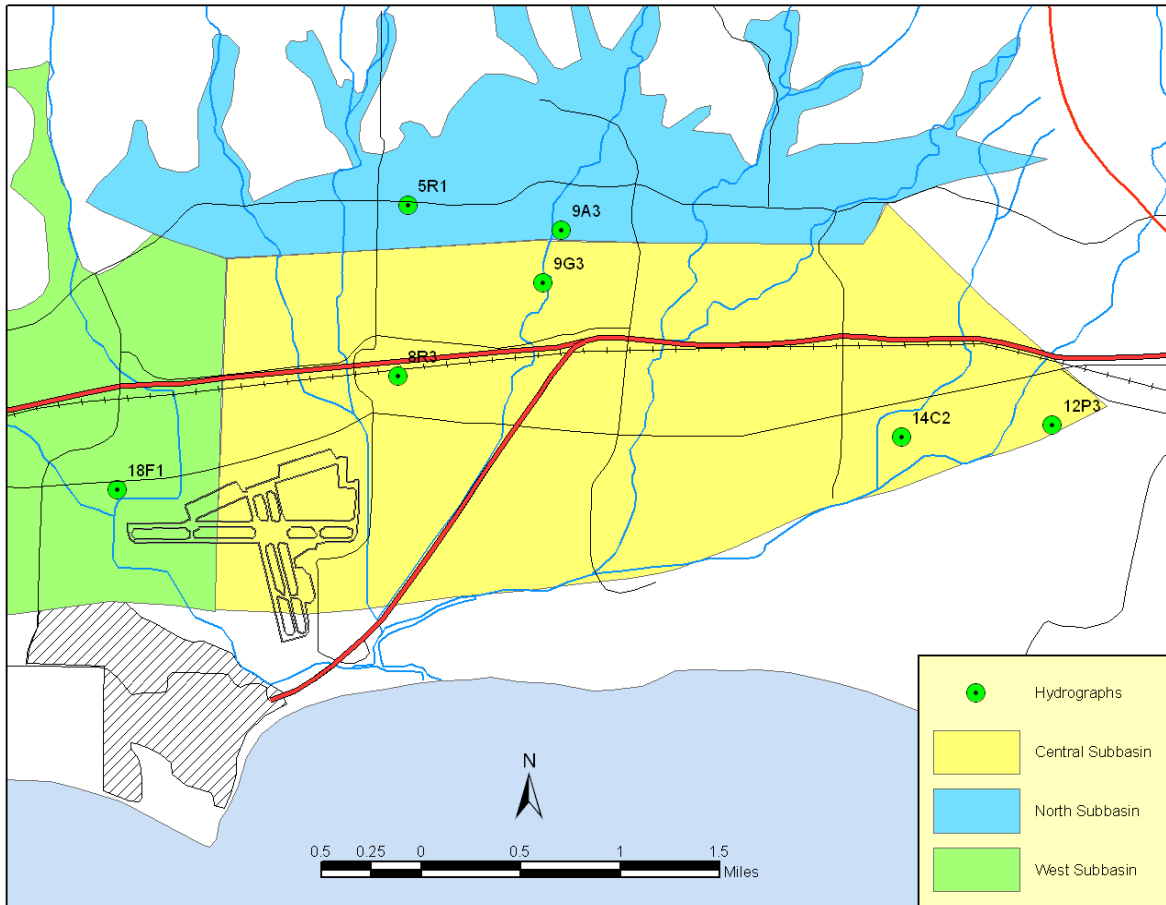 5R1
9A3
9G3
8R3
12P3
14C2
18F1
Hydrographs
Central Subbasin
North Subbasin
West Subbasin
N
0.5 0.25 0 0.5 1 1.5
Miles